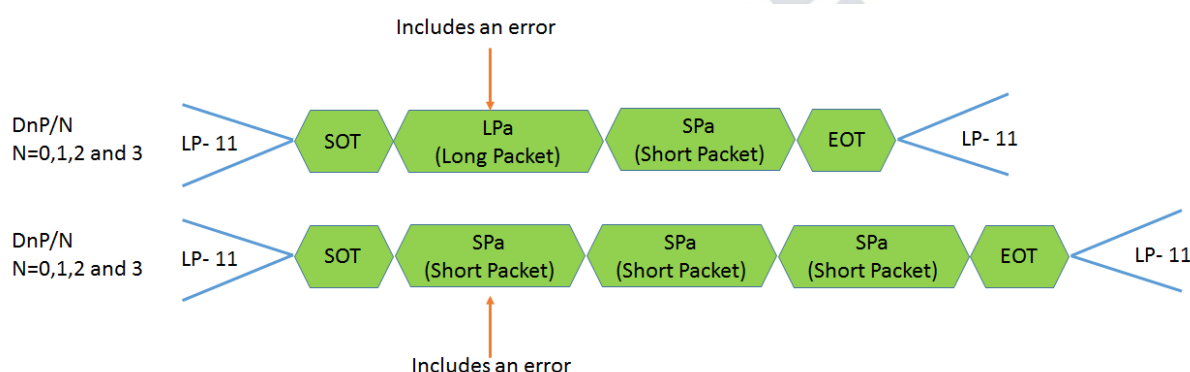 Includes an error
DnP/N
N=0,1,2 and 3
LP- 11
SOT
LPa
(Long Packet)
SPa
(Short Packet)
EOT
LP- 11
DnP/N
N=0,1,2 and 3
LP- 11
SOT
SPa
(Short Packet)
SPa
(Short Packet)
SPa
(Short Packet)
EOT
LP- 11
Includes an error